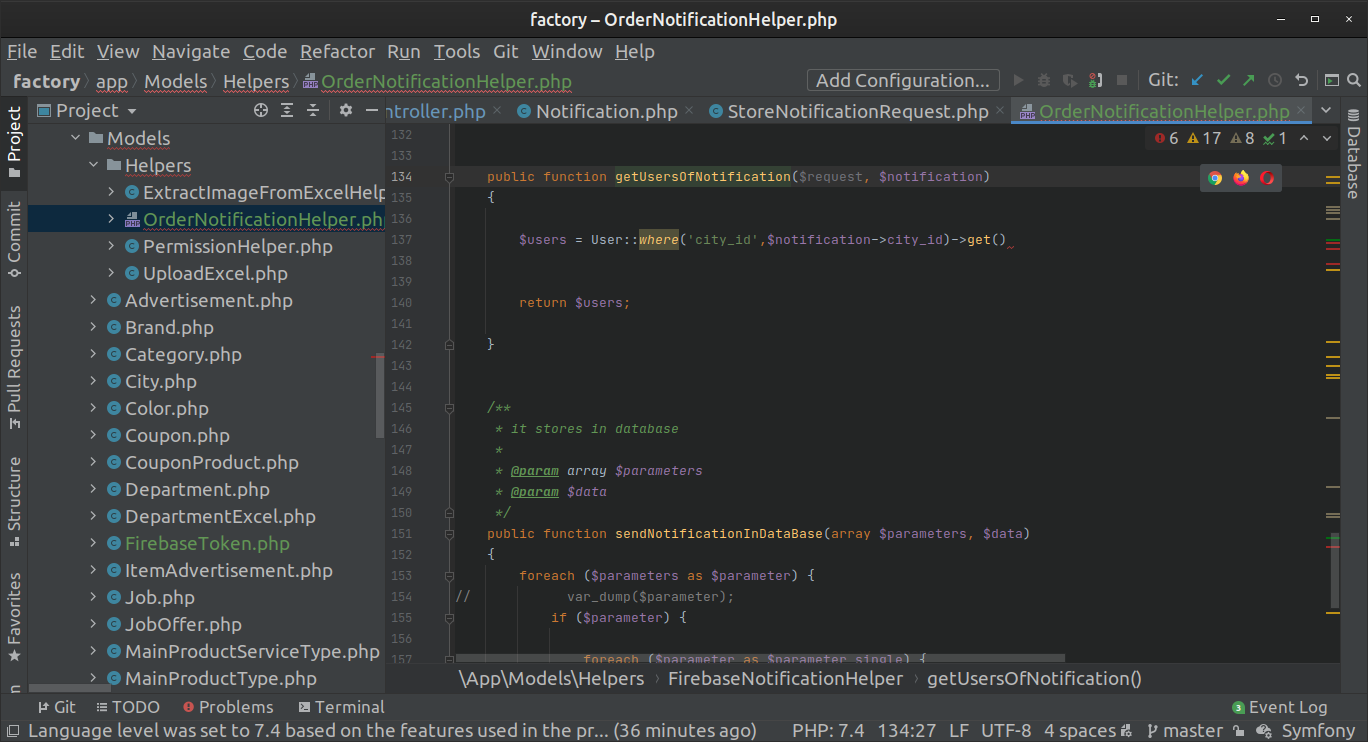 factory – OrderNotificationHelper.php
File Edit View Navigate Code Refactor Run Tools Git Window Help
factory app Models Helpers OrderNotificationHelper.php Add Configuration... Git:
Project ntroller.php Notification.php StoreNotificationRequest.php OrderNotificationHelper.php
Models
Helpers
ExtractImageFromExcelHelp
OrderNotificationHelper.ph
PermissionHelper.php
UploadExcel.php
Advertisement.php
Brand.php
Category.php
City.php
Color.php
Coupon.php
CouponProduct.php
Department.php
DepartmentExcel.php
FirebaseToken.php
ItemAdvertisement.php
Job.php
JobOffer.php
MainProductServiceType.php
MainProductType.php
Project
Commit
Pull Requests
Structure
Favorites
6 17 8 1
132
133
134 public function getUsersOfNotification($request, $notification)
135 {
136
137 $users = User::where('city_id',$notification->city_id)->get()
138
139
140 return $users;
141
142 }
143
144
145 /**
146 * it stores in database
147 *
148 * @param array $parameters
149 * @param $data
150 */
151 public function sendNotificationInDataBase(array $parameters, $data)
152 {
153 foreach ($parameters as $parameter) {
154 // var_dump($parameter);
155 if ($parameter) {
156
157 foreach ($parameter as $parameter_single) {
Database
\App\Models\Helpers FirebaseNotificationHelper getUsersOfNotification()
Git TODO Problems Terminal 3 Event Log
Language level was set to 7.4 based on the features used in the pr... (36 minutes ago) PHP: 7.4 134:27 LF UTF-8 4 spaces master Symfony